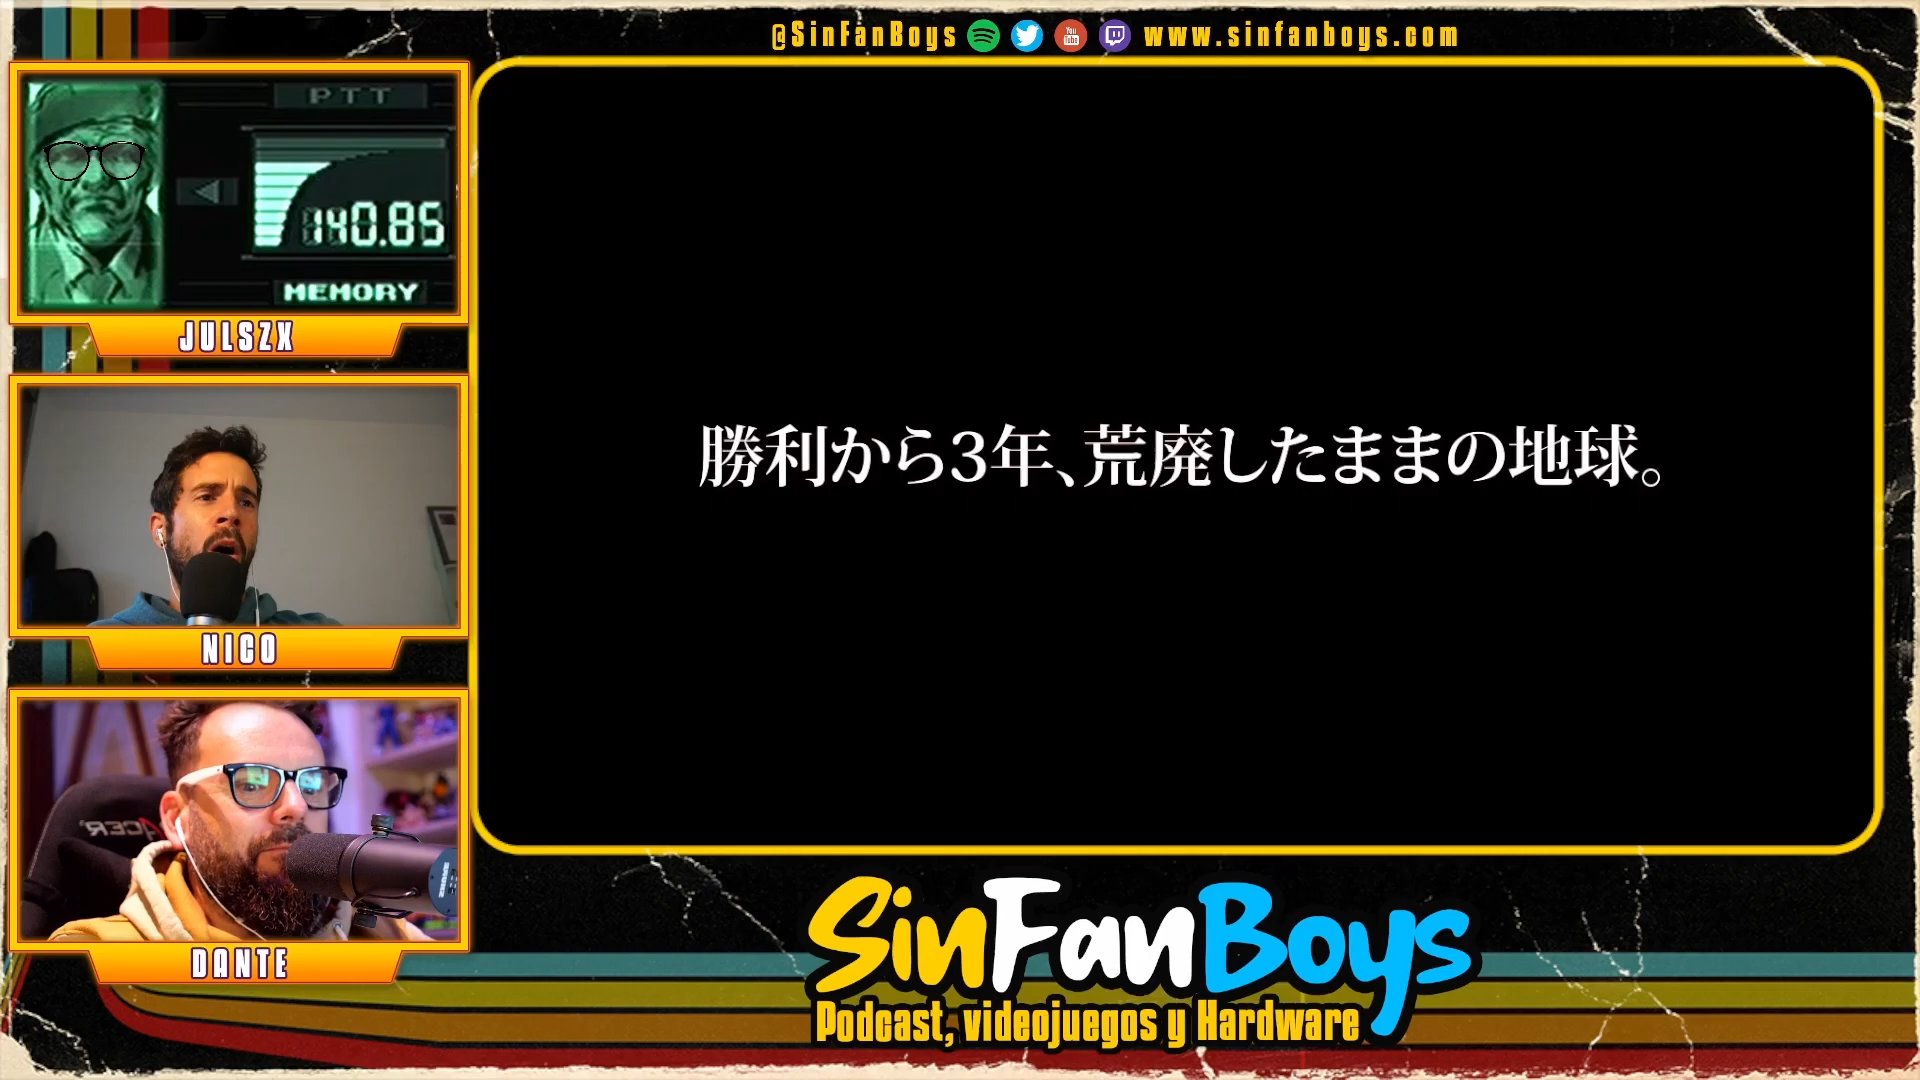 @SinFanBoys www.sinfanboys.com
PTT
140.85
MEMORY
JULSZX
勝利から3年、荒廃したままの地球。
NICO
DANTE
SinFanBoys
Podcast, videojuegos y Hardware